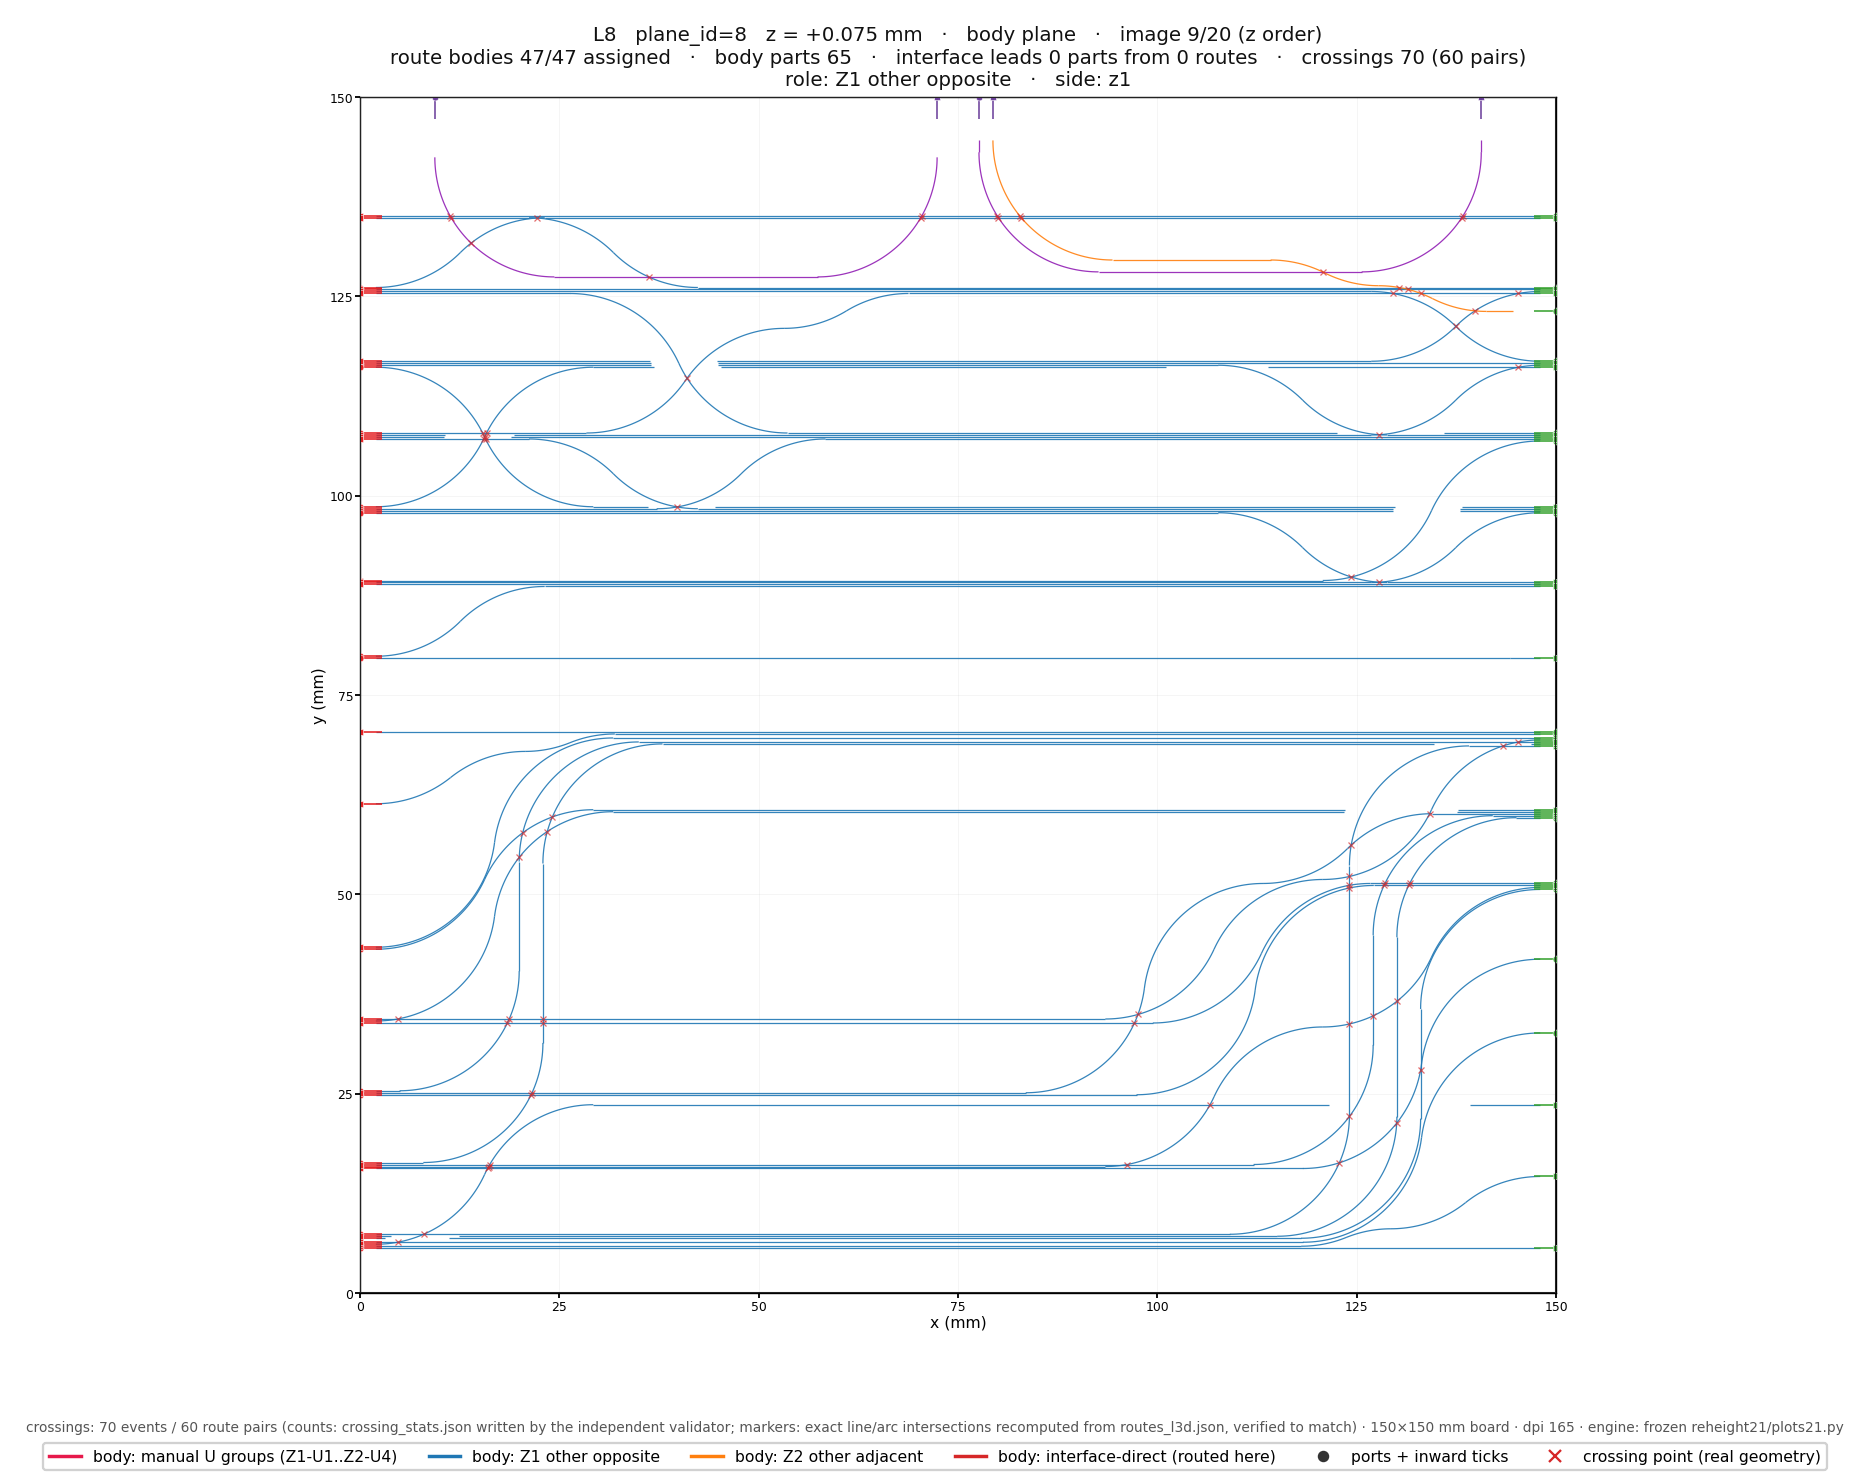 L8   plane_id=8   z = +0.075 mm   ·   body plane   ·   image 9/20 (z order)
route bodies 47/47 assigned   ·   body parts 65   ·   interface leads 0 parts from 0 routes   ·   crossings 70 (60 pairs)
role: Z1 other opposite   ·   side: z1
150
125
100
75
50
25
0
y (mm)
0 25 50 75 100 125 150
x (mm)
crossings: 70 events / 60 route pairs (counts: crossing_stats.json written by the independent validator; markers: exact line/arc intersections recomputed from routes_l3d.json, verified to match) · 150×150 mm board · dpi 165 · engine: frozen reheight21/plots21.py
body: manual U groups (Z1-U1..Z2-U4) body: Z1 other opposite body: Z2 other adjacent body: interface-direct (routed here) ports + inward ticks crossing point (real geometry)